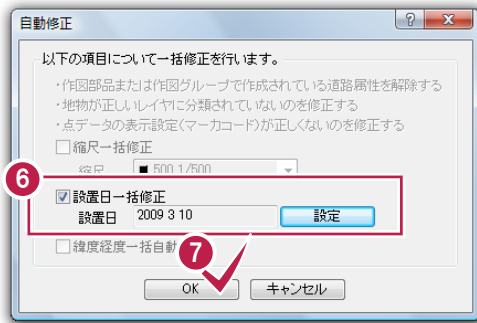 自動修正
以下の項目について一括修正を行います。
・作図部品または作図グループで作成されている道路属性を解除する
・地物が正しいレイヤに分類されていないのを修正する
・点データの表示設定(マーカコード)が正しくないのを修正する
縮尺一括修正
縮尺 500 1/500
6
設置日一括修正
設置日 2009 3 10 設定
緯度経度一括自動
7
OK キャンセル